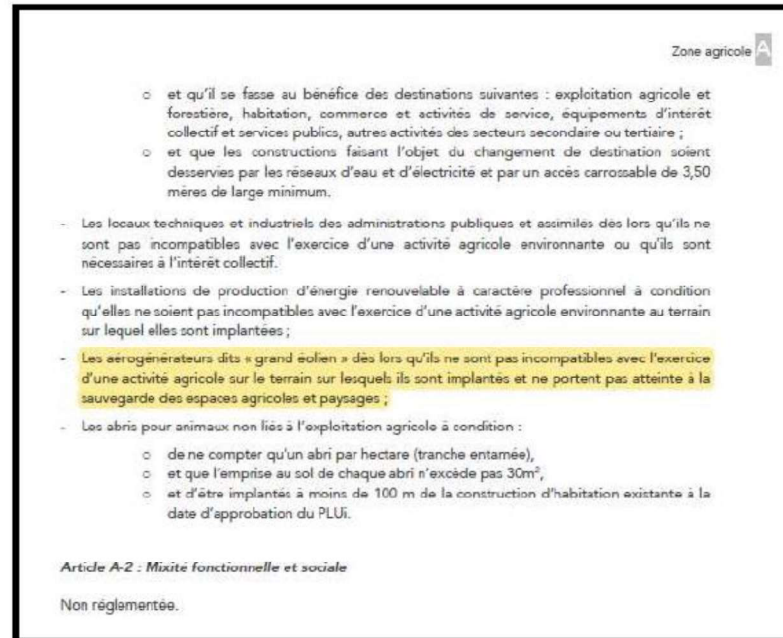 Zone agricole A
o et qu'il se fasse au bénéfice des destinations suivantes : exploitation agricole et
forestière, habitation, commerce et activités de service, équipements d'intérêt
collectif et services publics, autres activités des secteurs secondaire ou tertiaire ;
o et que les constructions faisant l'objet du changement de destination soient
desservies par les réseaux d'eau et d'électricité et par un accès carrossable de 3,50
mères de large minimum.
- Les locaux techniques et industriels des administrations publiques et assimilés dès lors qu'ils ne
sont pas incompatibles avec l'exercice d'une activité agricole environnante ou qu'ils sont
nécessaires à l'intérêt collectif.
- Les installations de production d'énergie renouvelable à caractère professionnel à condition
qu'elles ne soient pas incompatibles avec l'exercice d'une activité agricole environnante au terrain
sur lequel elles sont implantées ;
- Les aérogénérateurs dits « grand éolien » dès lors qu'ils ne sont pas incompatibles avec l'exercice
d'une activité agricole sur le terrain sur lesquels ils sont implantés et ne portent pas atteinte à la
sauvegarde des espaces agricoles et paysages ;
- Les abris pour animaux non liés à l'exploitation agricole à condition :
o de ne compter qu'un abri par hectare (tranche entamée),
o et que l'emprise au sol de chaque abri n'excède pas 30m²,
o et d'être implantés à moins de 100 m de la construction d'habitation existante à la
date d'approbation du PLUi.
Article A-2 : Mixité fonctionnelle et sociale
Non réglementée.